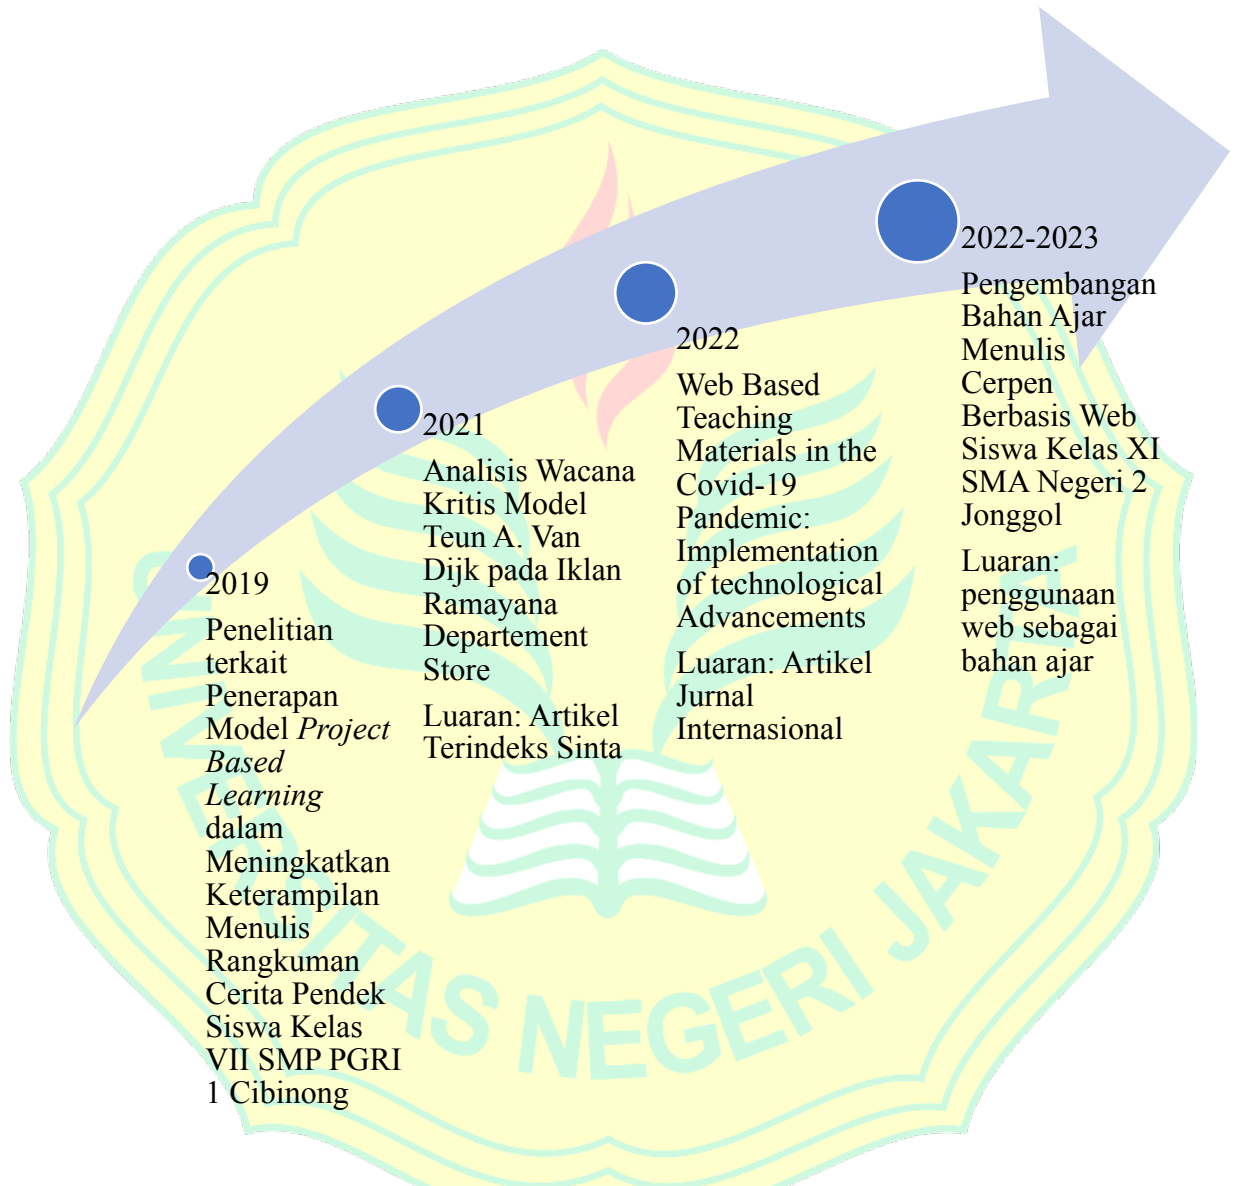 2019
Penelitian
terkait
Penerapan
Model Project
Based
Learning
dalam
Meningkatkan
Keterampilan
Menulis
Rangkuman
Cerita Pendek
Siswa Kelas
VII SMP PGRI
1 Cibinong
2021
Analisis Wacana
Kritis Model
Teun A. Van
Dijk pada Iklan
Ramayana
Departement
Store
Luaran: Artikel
Terindeks Sinta
2022
Web Based
Teaching
Materials in the
Covid-19
Pandemic:
Implementation
of technological
Advancements
Luaran: Artikel
Jurnal
Internasional
2022-2023
Pengembangan
Bahan Ajar
Menulis
Cerpen
Berbasis Web
Siswa Kelas XI
SMA Negeri 2
Jonggol
Luaran:
penggunaan
web sebagai
bahan ajar
UNIVERSITAS NEGERI JAKARTA